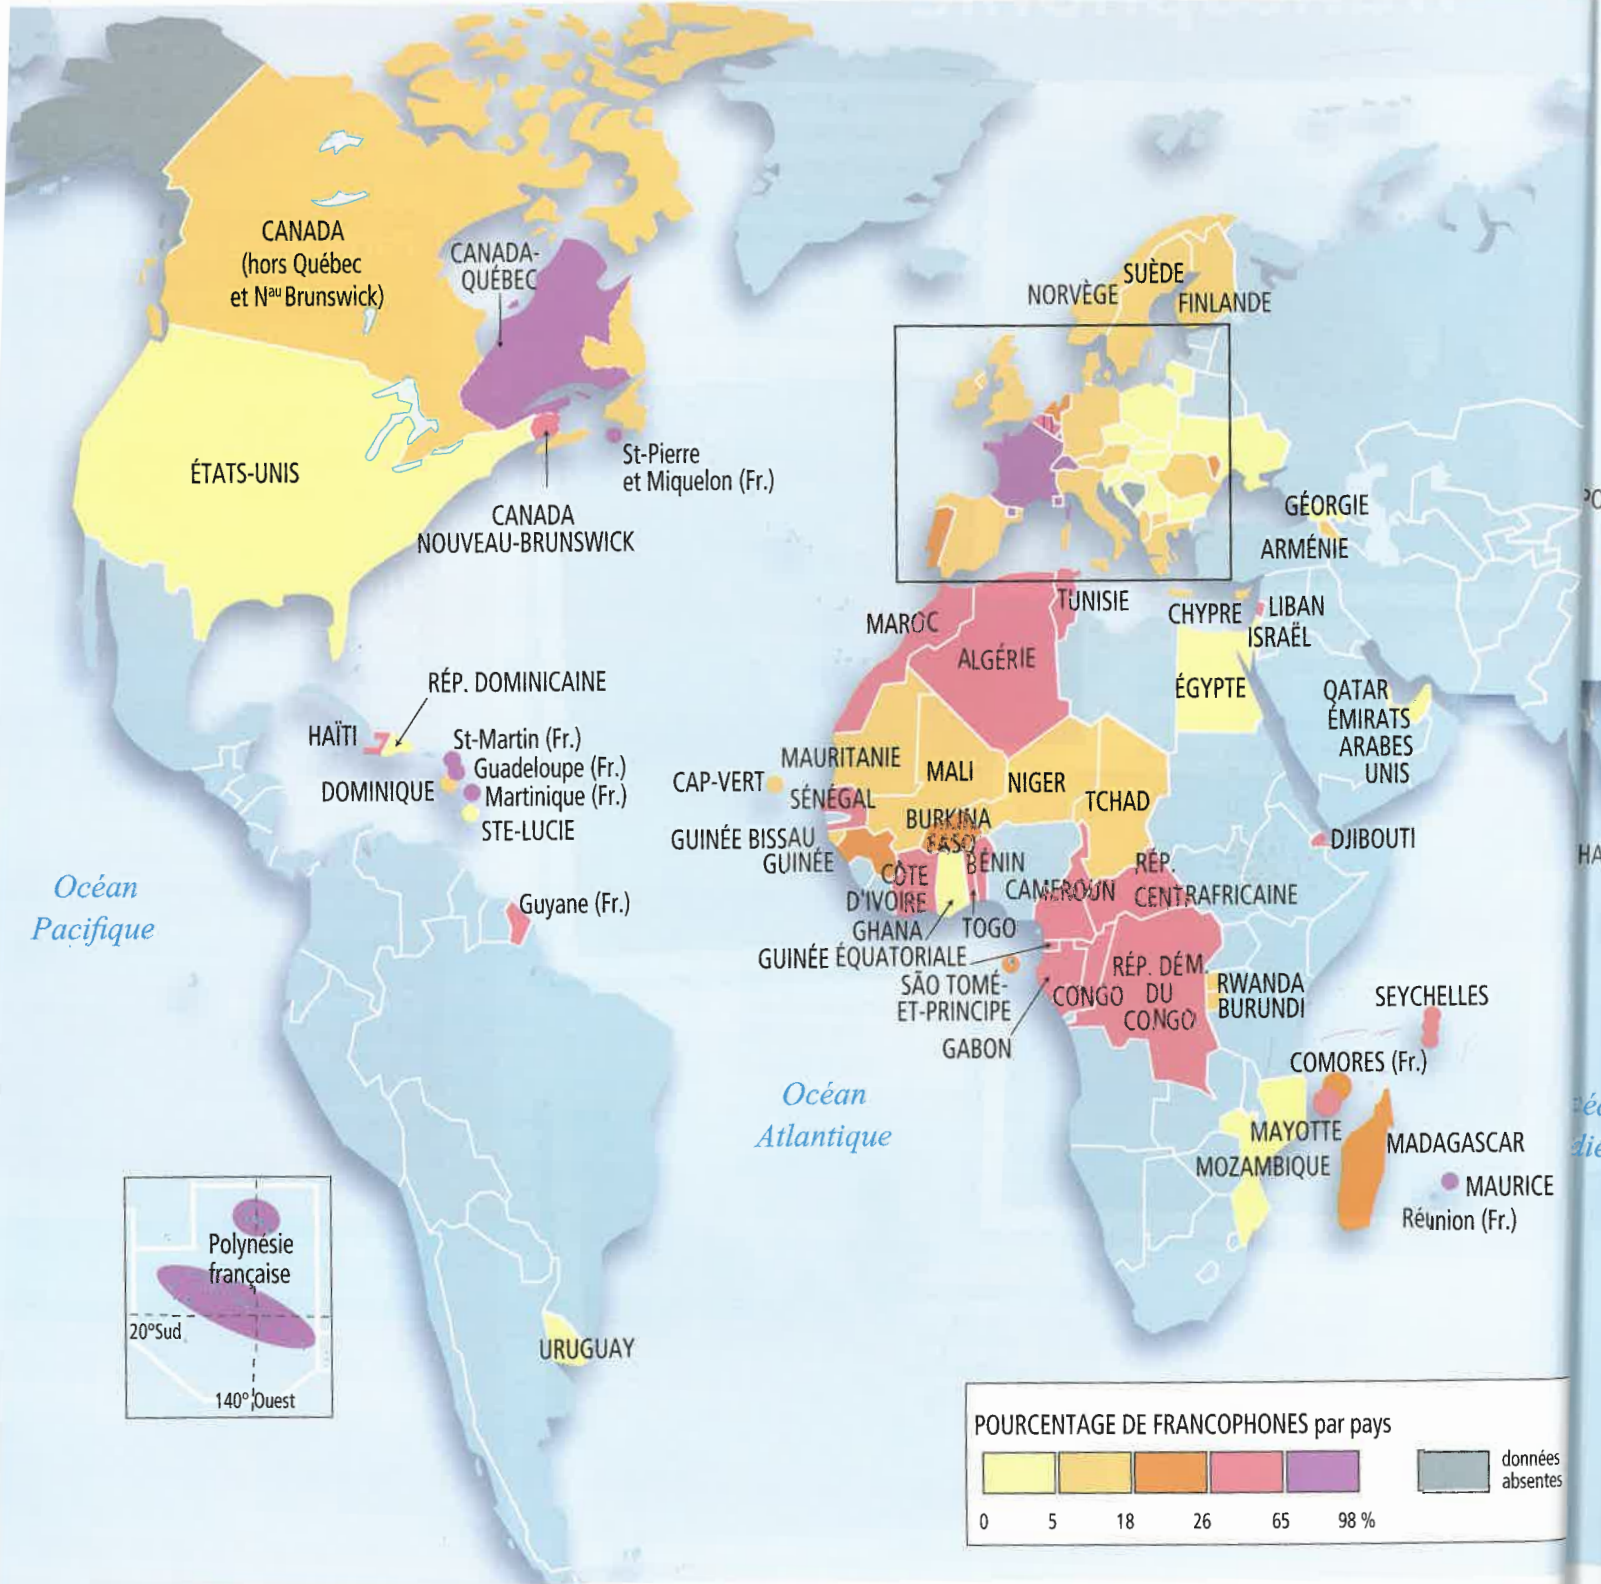 CANADA
(hors Québec
et Nau Brunswick)
CANADA-
QUÉBEC
ÉTATS-UNIS
St-Pierre
et Miquelon (Fr.)
CANADA
NOUVEAU-BRUNSWICK
NORVÈGE
SUÈDE
FINLANDE
GÉORGIE
ARMÉNIE
MAROC
TUNISIE
ALGÉRIE
CHYPRE
LIBAN
ISRAËL
ÉGYPTE
QATAR
ÉMIRATS
ARABES
UNIS
RÉP. DOMINICAINE
HAÏTI
St-Martin (Fr.)
Guadeloupe (Fr.)
DOMINIQUE
Martinique (Fr.)
STE-LUCIE
Guyane (Fr.)
CAP-VERT
MAURITANIE
MALI
NIGER
TCHAD
SÉNÉGAL
BURKINA
FASO
GUINÉE BISSAU
GUINÉE
CÔTE
D'IVOIRE
BÉNIN
CAMEROUN
RÉP.
CENTRAFRICAINE
DJIBOUTI
GHANA
TOGO
GUINÉE ÉQUATORIALE
SÃO TOMÉ-
ET-PRINCIPE
GABON
CONGO
RÉP. DÉM.
DU
CONGO
RWANDA
BURUNDI
SEYCHELLES
COMORES (Fr.)
MAYOTTE
MOZAMBIQUE
MADAGASCAR
MAURICE
Réunion (Fr.)
Océan
Pacifique
Océan
Atlantique
Polynésie
française
20°Sud
140° Ouest
URUGUAY
POURCENTAGE DE FRANCOPHONES par pays
0 5 18 26 65 98 %
données
absentes